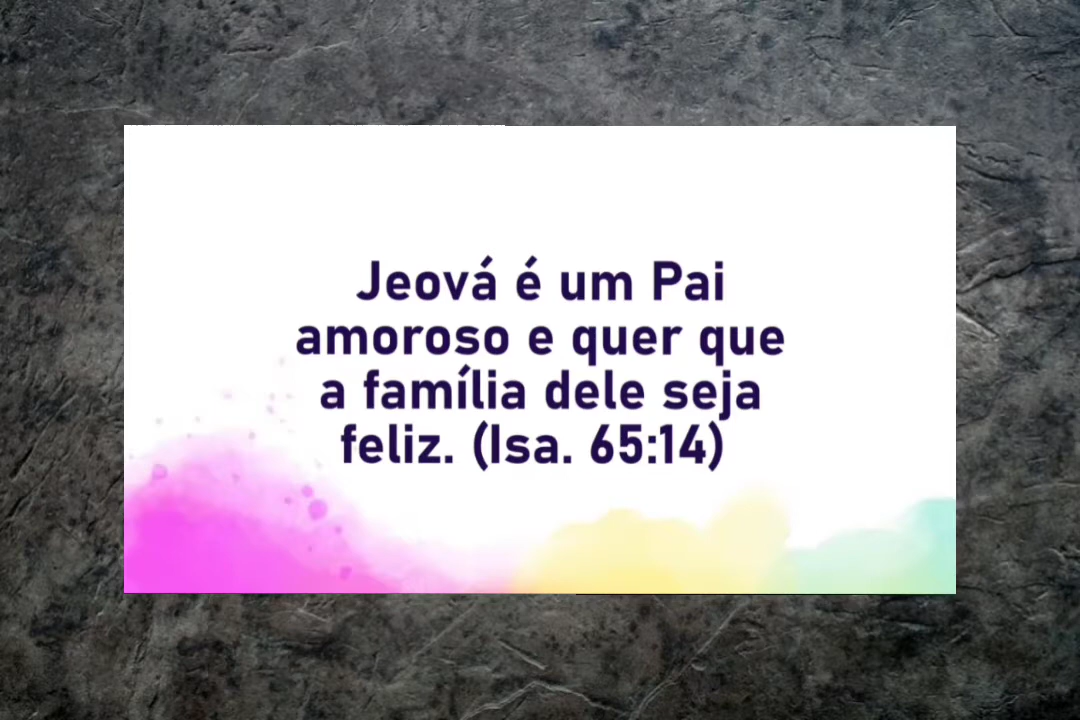 Jeová é um Pai
amoroso e quer que
a família dele seja
feliz. (Isa. 65:14)